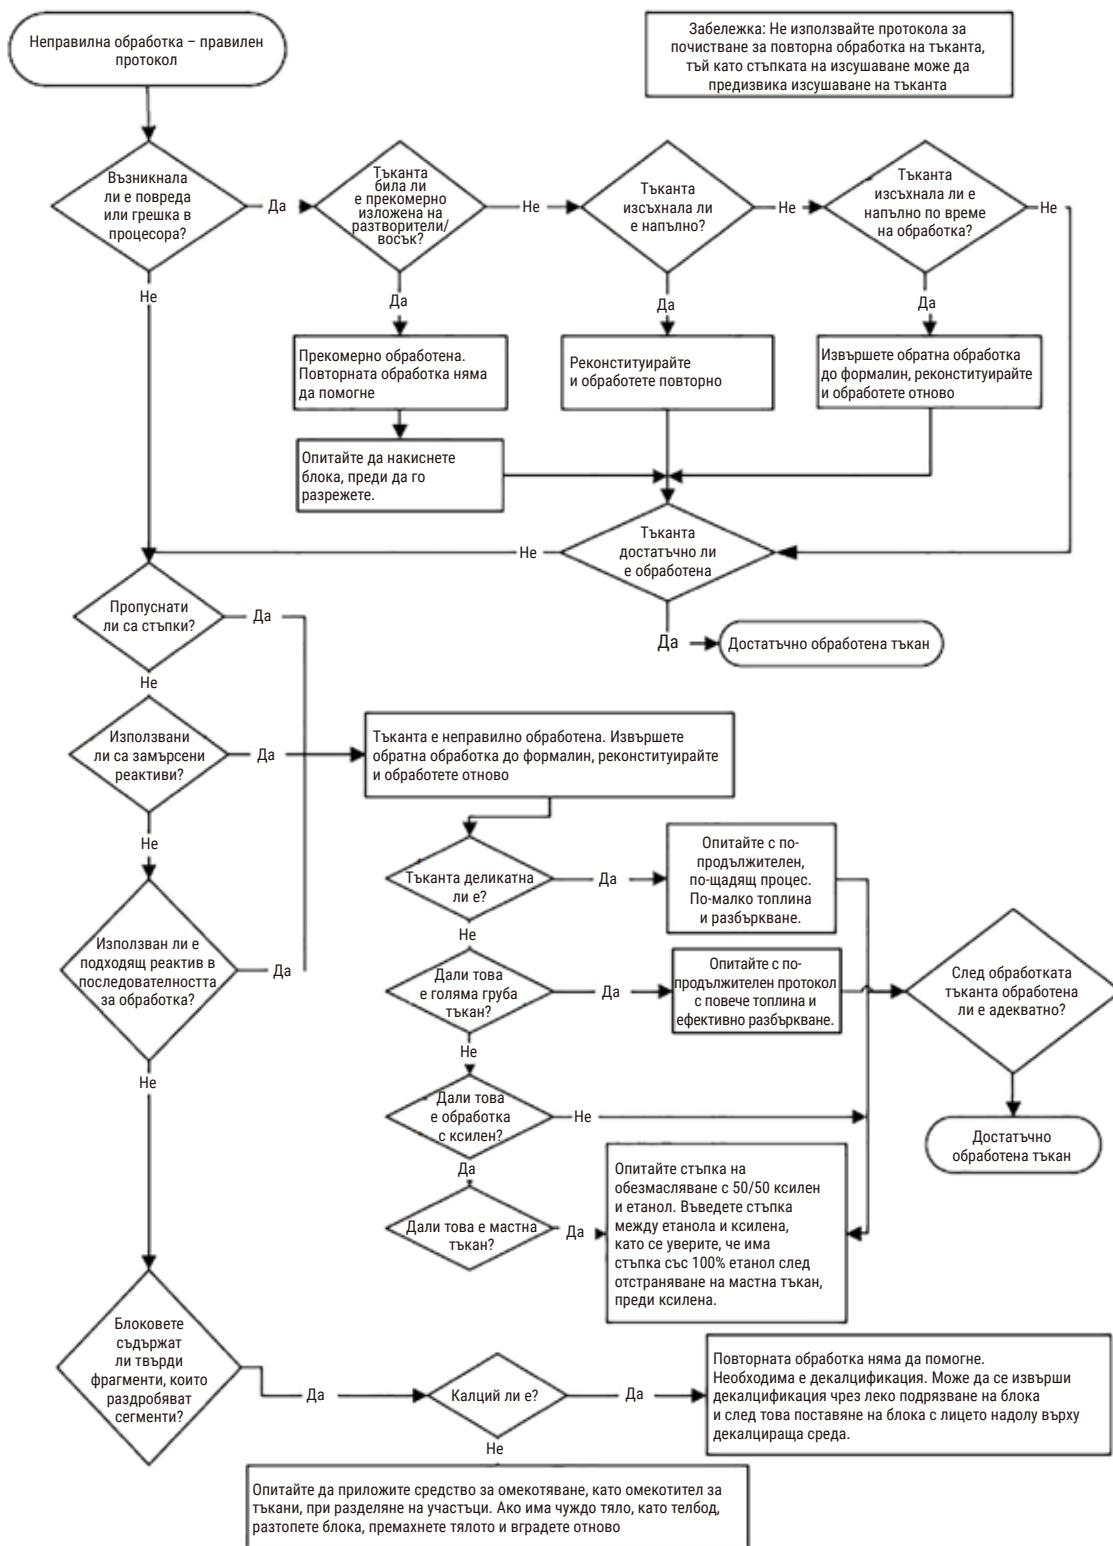 Неправилна обработка – правилен
протокол
Забележка: Не използвайте протокола за
почистване за повторна обработка на тъканта,
тъй като стъпката на изсушаване може да
предизвика изсушаване на тъканта
Възникнала
ли е повреда
или грешка в
процесора?
Да
Тъканта
била ли
е прекомерно
изложена на
разтворители/
восък?
Не
Тъканта
изсъхнала ли
е напълно?
Не
Тъканта
изсъхнала ли е
напълно по време
на обработка?
Не
Не
Да
Да
Да
Прекомерно обработена.
Повторната обработка няма
да помогне
Реконституирайте
и обработете повторно
Извършете обратна обработка
до формалин, реконституирайте
и обработете отново
Опитайте да накиснете
блока, преди да го
разрежете.
Тъканта
достатъчно ли
е обработена
Не
Да
Достатъчно обработена тъкан
Пропуснати
ли са стъпки?
Да
Не
Използвани
ли са замърсени
реактиви?
Да
Тъканта е неправилно обработена. Извършете
обратна обработка до формалин, реконституирайте
и обработете отново
Не
Тъканта деликатна
ли е?
Да
Опитайте с по-
продължителен,
по-щадящ процес.
По-малко топлина
и разбъркване.
Не
Използван ли е
подходящ реактив в
последователността
за обработка?
Да
Дали това
е голяма груба
тъкан?
Да
Опитайте с по-
продължителен протокол
с повече топлина и
ефективно разбъркване.
След обработката
тъканта обработена
ли е адекватно?
Не
Не
Дали това
е обработка
с ксилен?
Не
Достатъчно
обработена тъкан
Да
Дали това е мастна
тъкан?
Да
Опитайте стъпка на
обезмасляване с 50/50 ксилен
и етанол. Въведете стъпка
между етанола и ксилена,
като се уверите, че има
стъпка със 100% етанол след
отстраняване на мастна тъкан,
преди ксилена.
Блоковете
съдържат
ли твърди
фрагменти, които
раздробяват
сегменти?
Да
Калций ли е?
Да
Повторната обработка няма да помогне.
Необходима е декалцификация. Може да се извърши
декалцификация чрез леко подрязване на блока
и след това поставяне на блока с лицето надолу върху
декалцираща среда.
Не
Опитайте да приложите средство за омекотяване, като омекотител за
тъкани, при разделяне на участъци. Ако има чуждо тяло, като телбод,
разтопете блока, премахнете тялото и вградете отново